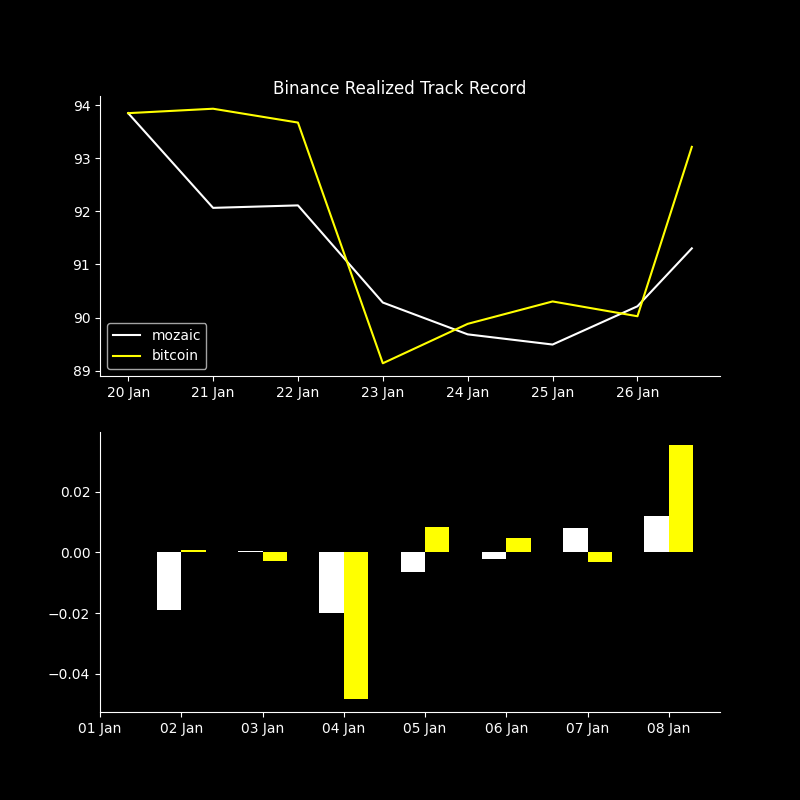 Binance Realized Track Record
94
93
92
91
90
89
mozaic
bitcoin
20 Jan 21 Jan 22 Jan 23 Jan 24 Jan 25 Jan 26 Jan
0.02
0.00
−0.02
−0.04
01 Jan 02 Jan 03 Jan 04 Jan 05 Jan 06 Jan 07 Jan 08 Jan